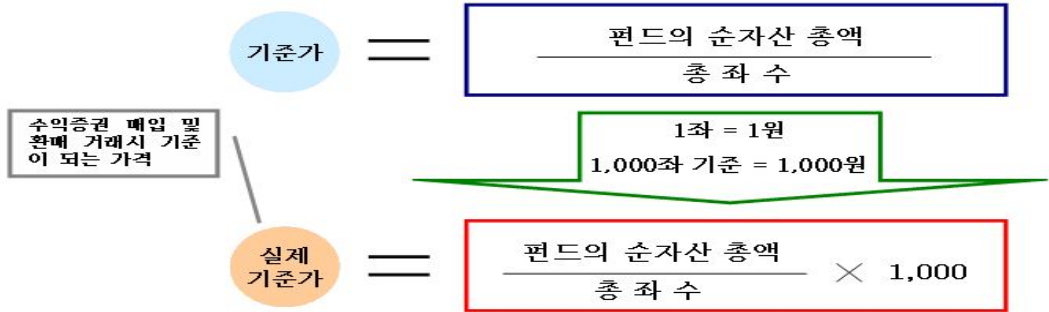 기준가
=
펀드의 순자산 총액
총 좌 수
수익증권 매입 및
환매 거래시 기준
이 되는 가격
1좌 = 1원
1,000좌 기준 = 1,000원
실제
기준가
=
펀드의 순자산 총액
총 좌 수
× 1,000